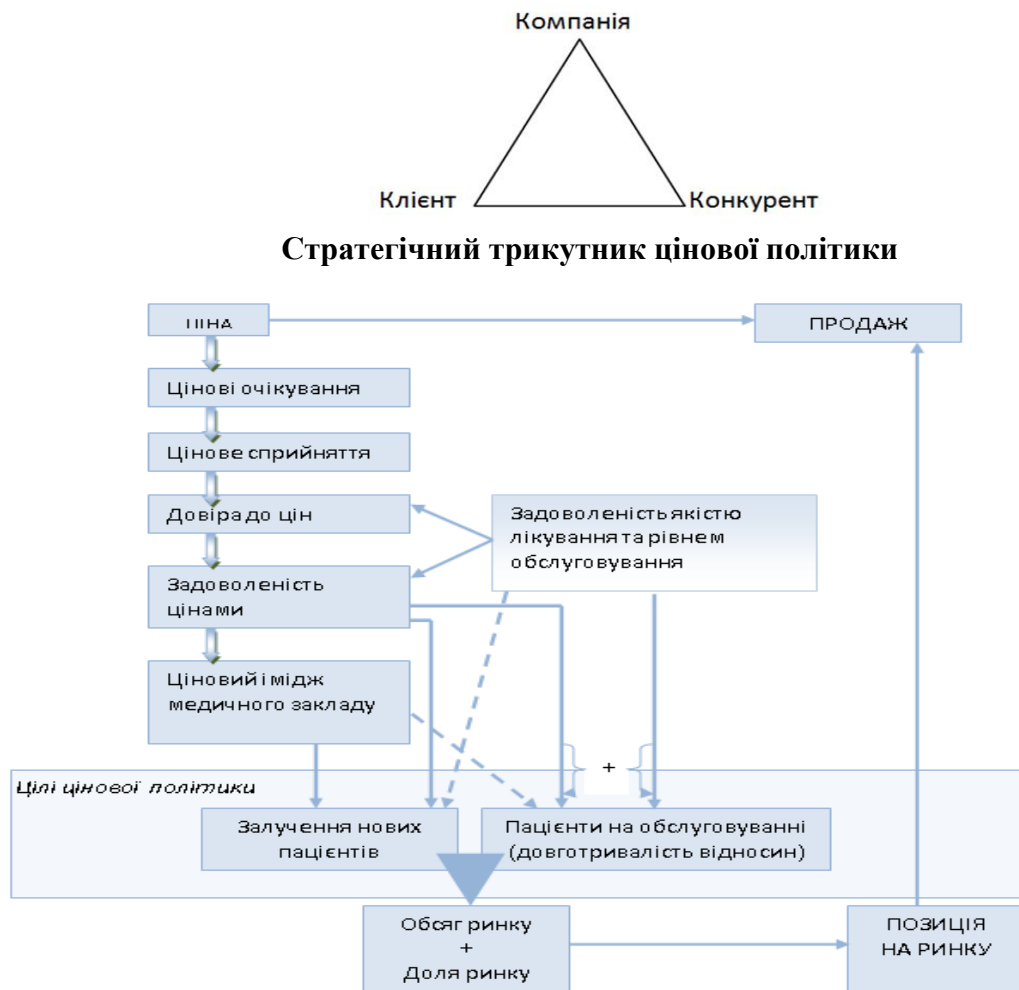 Компанія
Клієнт
Конкурент
Стратегічний трикутник цінової політики
ЦІНА
ПРОДАЖ
Цінові очікування
Цінове сприйняття
Довіра до цін
Задоволеність якістю
лікування та рівнем
обслуговування
Задоволеність
цінами
Ціновий імідж
медичного закладу
+
Цілі цінової політики
Залучення нових
пацієнтів
Пацієнти на обслуговуванні
(довготривалість відносин)
Обсяг ринку
+
Доля ринку
ПОЗИЦІЯ
НА РИНКУ